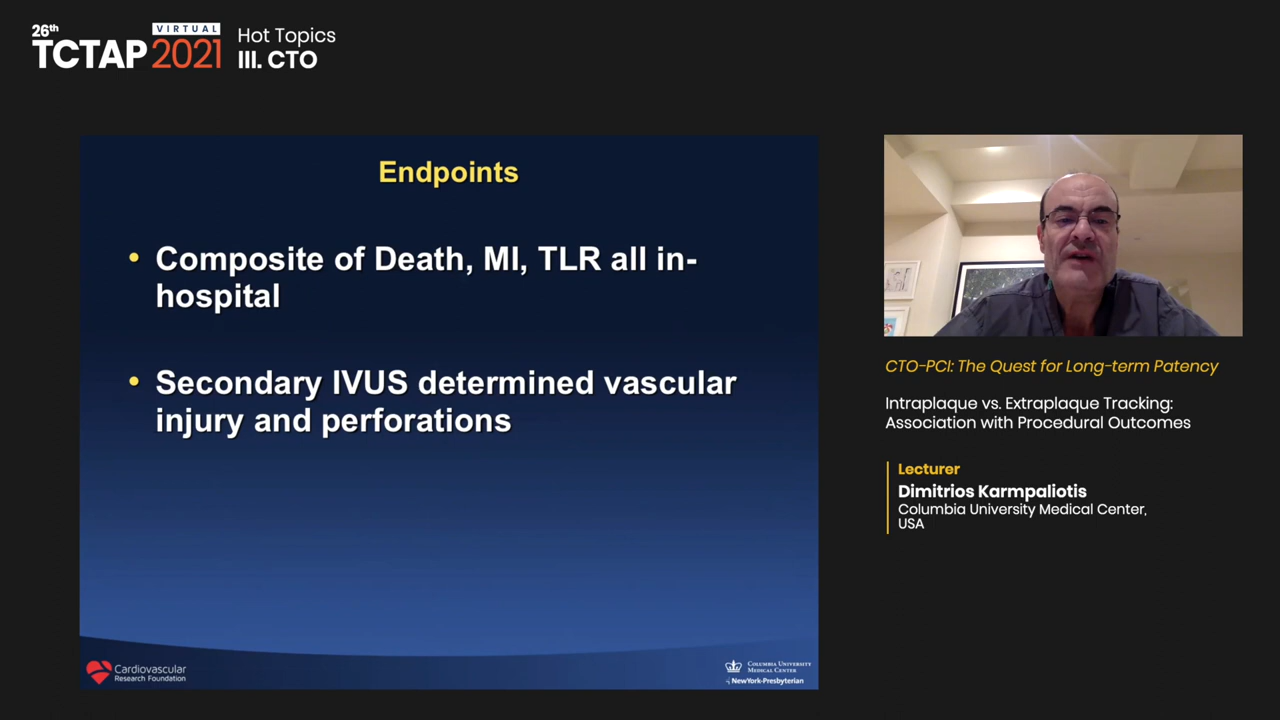 26th
VIRTUAL
TCTAP 2021
Hot Topics
III. CTO
Endpoints
• Composite of Death, MI, TLR all in-
hospital
• Secondary IVUS determined vascular
injury and perforations
Cardiovascular
Research Foundation
COLUMBIA UNIVERSITY
MEDICAL CENTER
NewYork-Presbyterian
CTO-PCI: The Quest for Long-term Patency
Intraplaque vs. Extraplaque Tracking:
Association with Procedural Outcomes
Lecturer
Dimitrios Karmpaliotis
Columbia University Medical Center,
USA